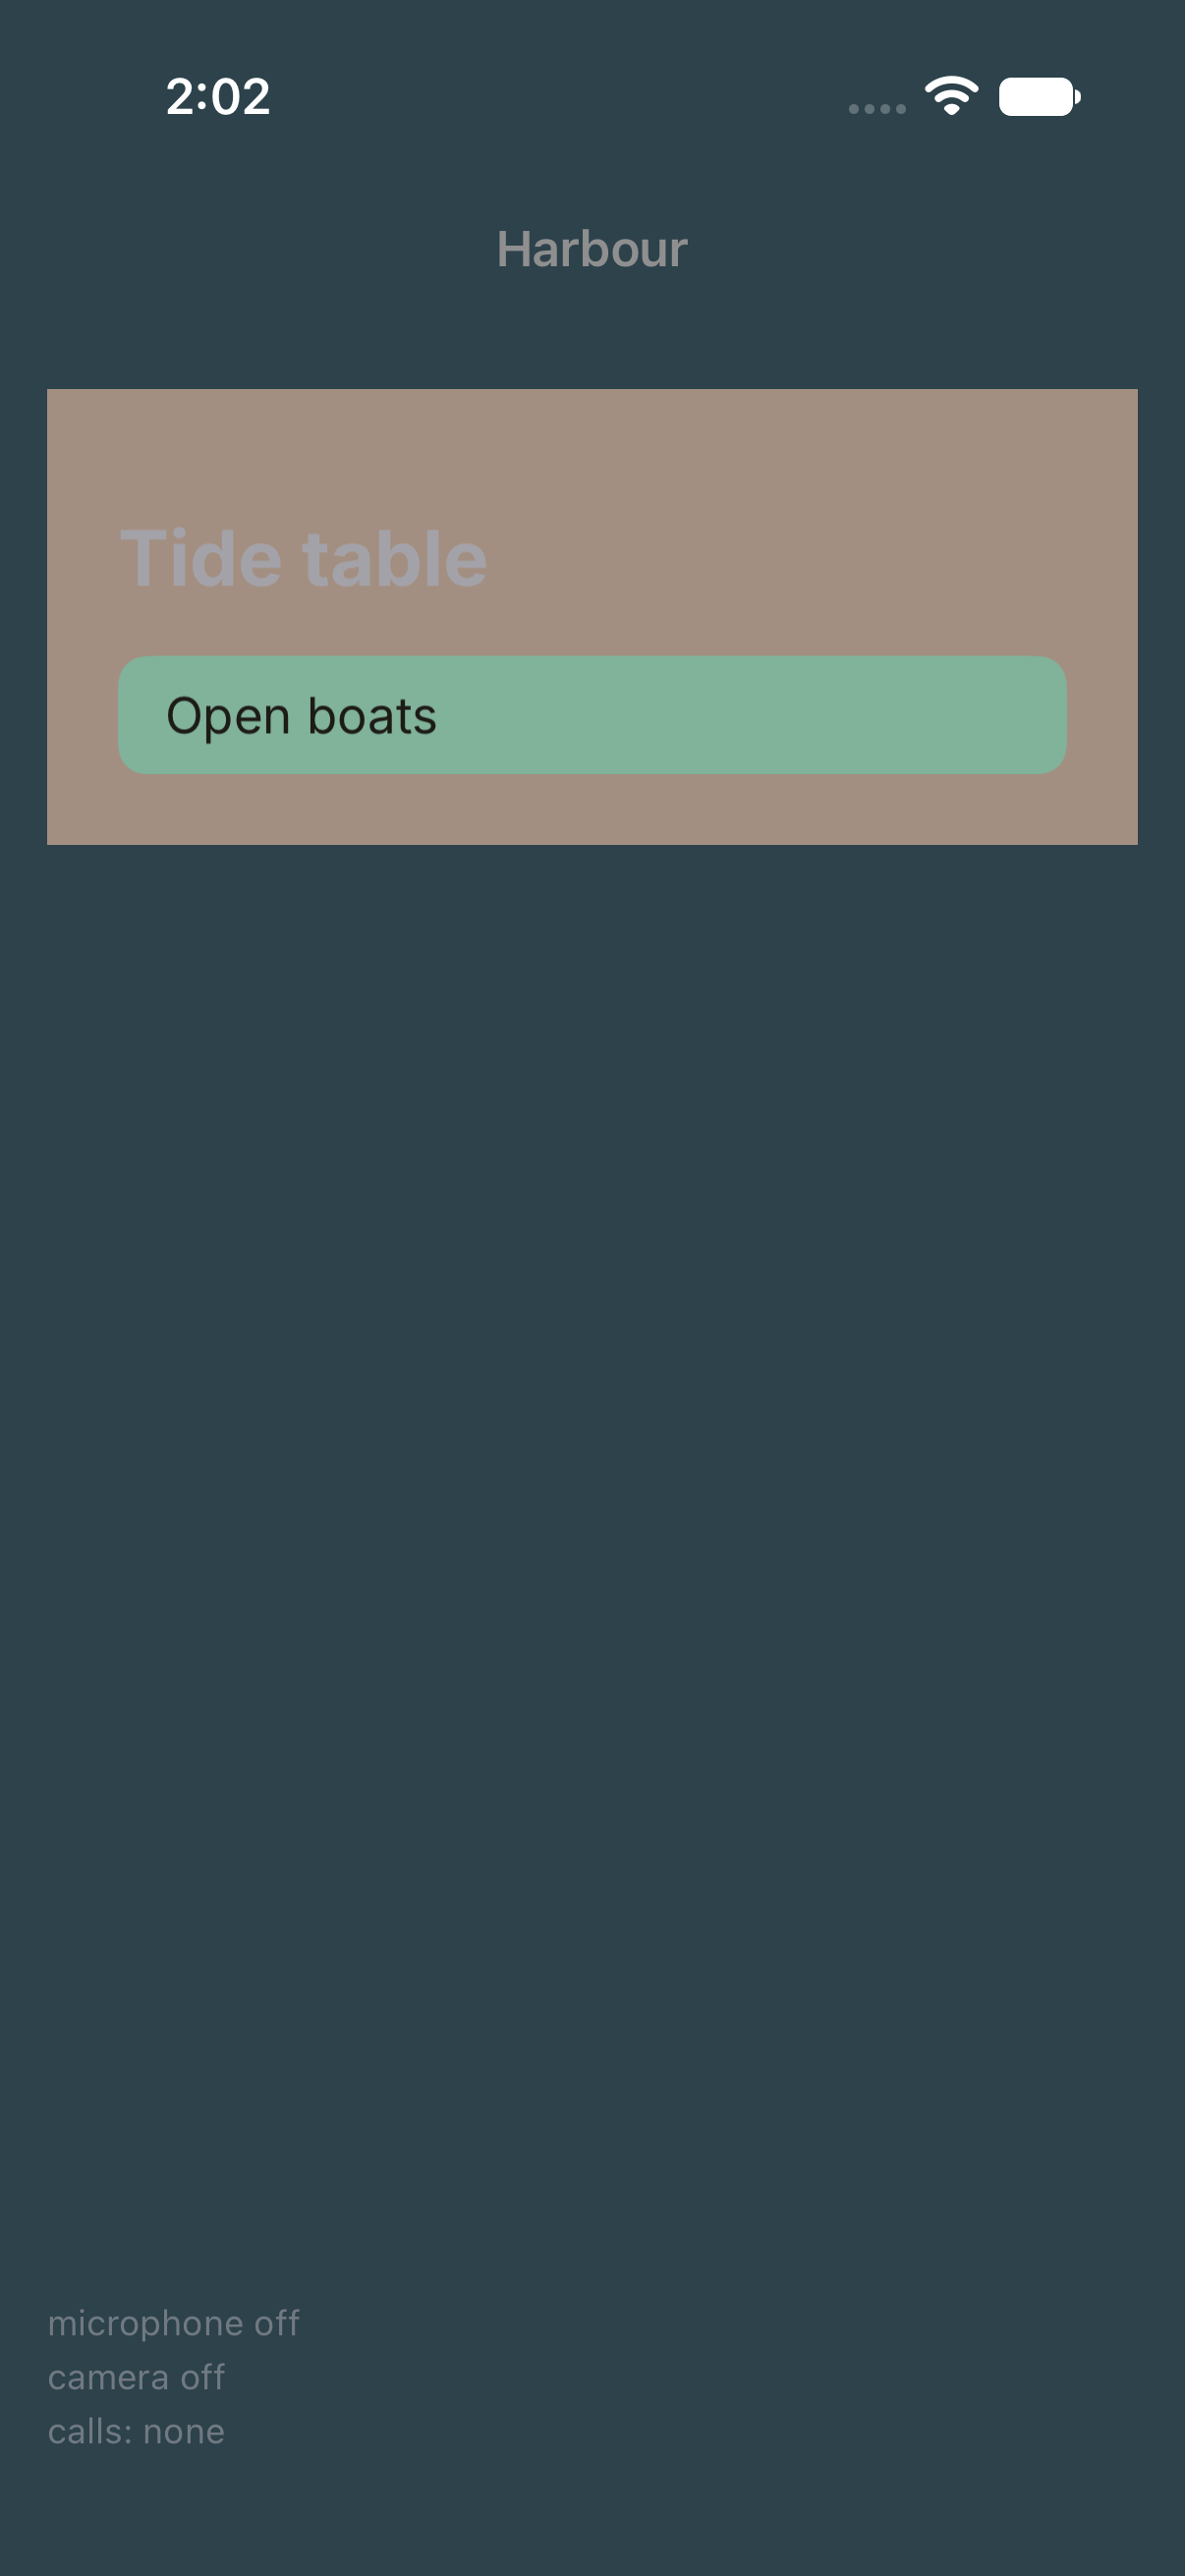 2:02
Harbour
Tide table
Open boats
microphone off
camera off
calls: none